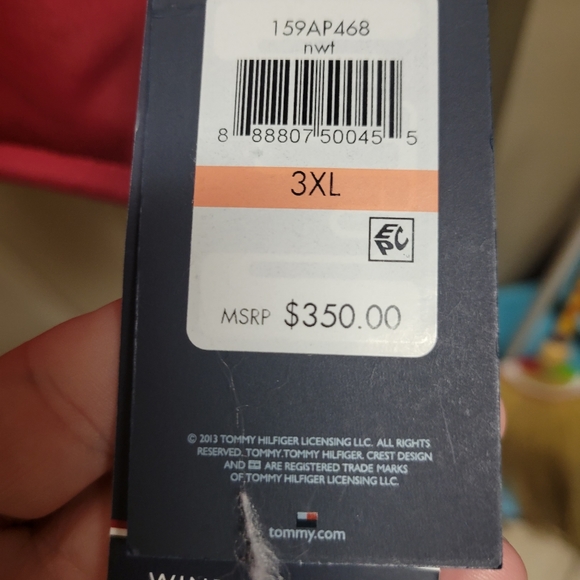 159AP468
nwt
8 88807 50045 5
3XL
EPC
MSRP $350.00
© 2013 TOMMY HILFIGER LICENSING LLC. ALL RIGHTS
RESERVED. TOMMY, TOMMY HILFIGER, CREST DESIGN
AND ARE REGISTERED TRADE MARKS
OF TOMMY HILFIGER LICENSING LLC.
tommy.com